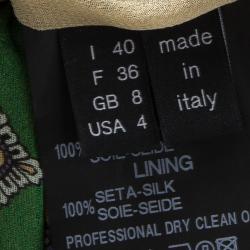 I 40
F 36
GB 8
USA 4
made
in
italy
100% SOIE-SEIDE
LINING
SETA-SILK
100% SOIE-SEIDE
PROFESSIONAL DRY CLEAN O